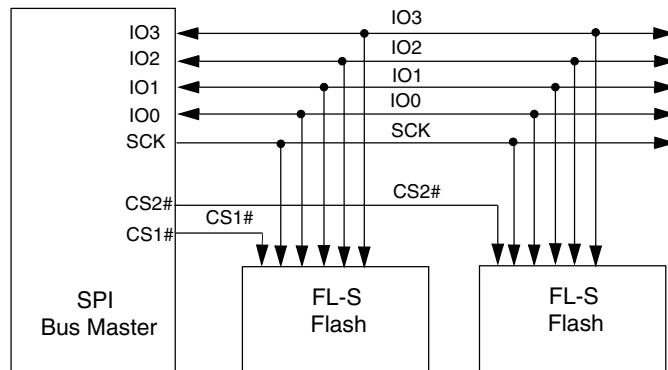 IO3
IO3
IO2
IO2
IO1
IO1
IO0
IO0
SCK
SCK
CS2#
CS2#
CS1#
CS1#
SPI
Bus Master
FL-S
Flash
FL-S
Flash